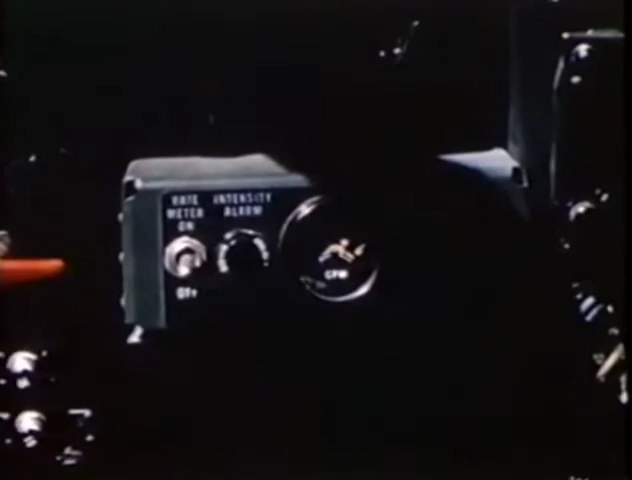 RATE
METER
ON
INTENSITY
ALARM
Off
CPM